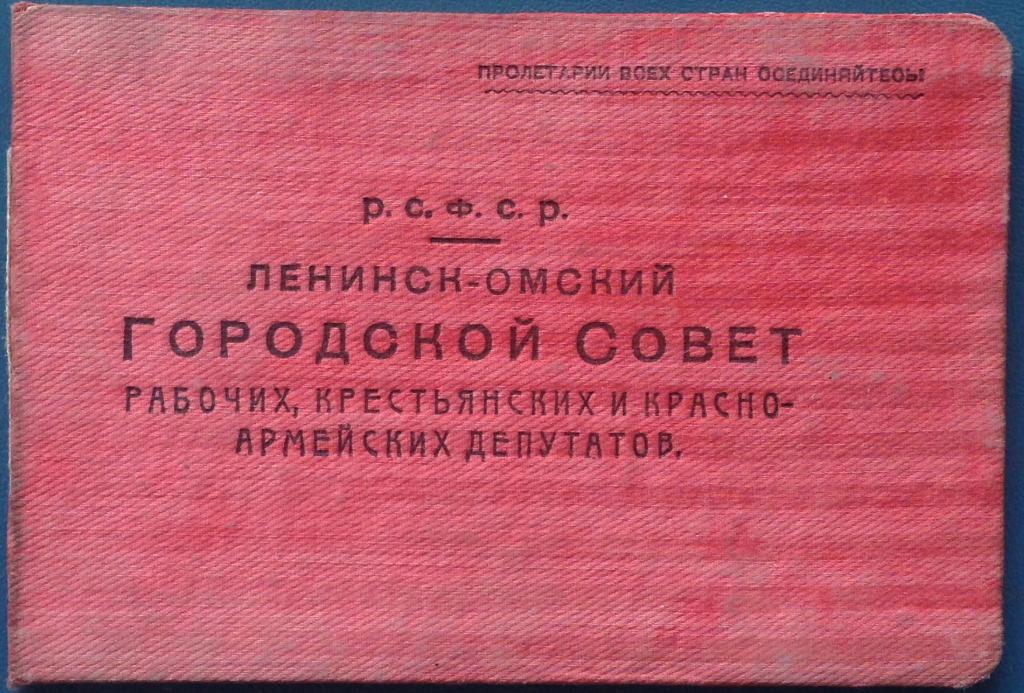 ПРОЛЕТАРИИ ВСЕХ СТРАН СОЕДИНЯЙТЕСЬ!
Р. С. Ф. С. Р.
ЛЕНИНСК-ОМСКИЙ
ГОРОДСКОЙ СОВЕТ
РАБОЧИХ, КРЕСТЬЯНСКИХ И КРАСНО-
АРМЕЙСКИХ ДЕПУТАТОВ.